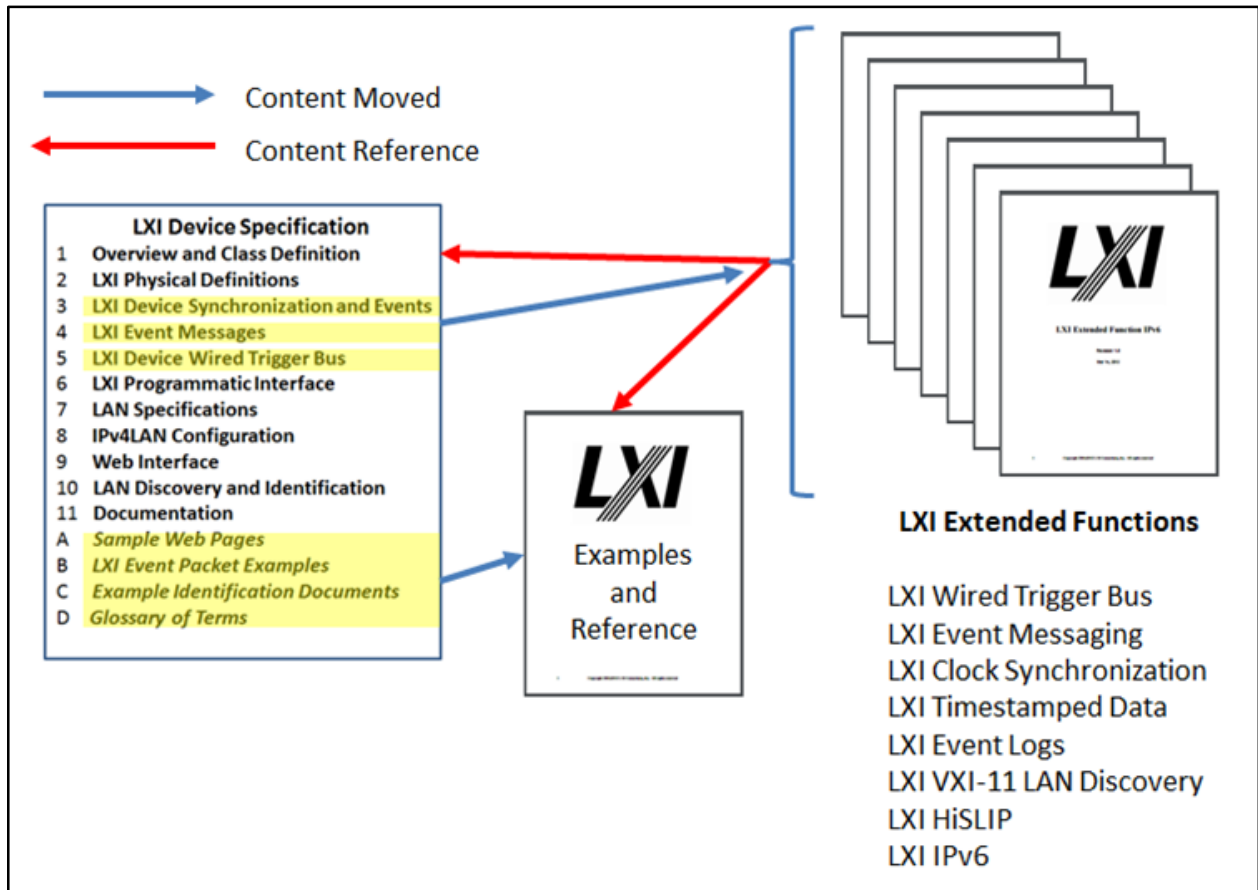 Content Moved
Content Reference
LXI Device Specification
1 Overview and Class Definition
2 LXI Physical Definitions
3 LXI Device Synchronization and Events
4 LXI Event Messages
5 LXI Device Wired Trigger Bus
6 LXI Programmatic Interface
7 LAN Specifications
8 IPv4LAN Configuration
9 Web Interface
10 LAN Discovery and Identification
11 Documentation
A Sample Web Pages
B LXI Event Packet Examples
C Example Identification Documents
D Glossary of Terms
LXI
Examples
and
Reference
LXI
LXI Extended Function IPv6
LXI Extended Functions
LXI Wired Trigger Bus
LXI Event Messaging
LXI Clock Synchronization
LXI Timestamped Data
LXI Event Logs
LXI VXI-11 LAN Discovery
LXI HiSLIP
LXI IPv6